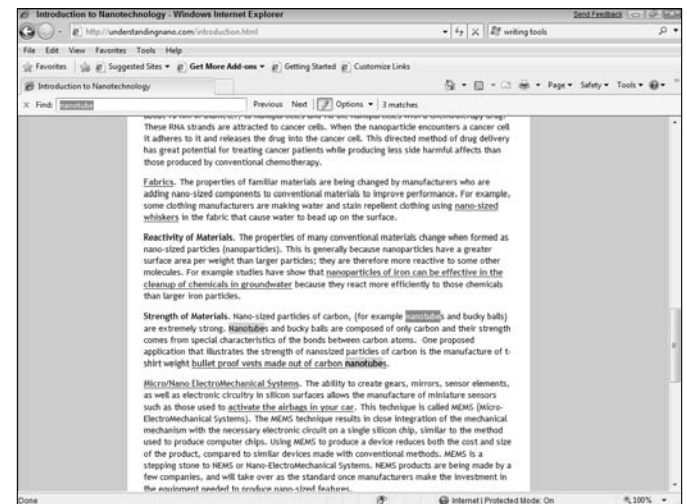 Introduction to Nanotechnology - Windows Internet Explorer
Send Feedback
http://understandingnano.com/introduction.html
writing tools
File Edit View Favorites Tools Help
Favorites Suggested Sites Get More Add-ons Getting Started Customize Links
Introduction to Nanotechnology
Page Safety Tools
Find: nanotube Previous Next Options 3 matches
These RNA strands are attracted to cancer cells. When the nanoparticle encounters a cancer cell
it adheres to it and releases the drug into the cancer cell. This directed method of drug delivery
has great potential for treating cancer patients while producing less side harmful affects than
those produced by conventional chemotherapy.
Fabrics. The properties of familiar materials are being changed by manufacturers who are
adding nano-sized components to conventional materials to improve performance. For example,
some clothing manufacturers are making water and stain repellent clothing using nano-sized
whiskers in the fabric that cause water to bead up on the surface.
Reactivity of Materials. The properties of many conventional materials change when formed as
nano-sized particles (nanoparticles). This is generally because nanoparticles have a greater
surface area per weight than larger particles; they are therefore more reactive to some other
molecules. For example studies have show that nanoparticles of iron can be effective in the
cleanup of chemicals in groundwater because they react more efficiently to those chemicals
than larger iron particles.
Strength of Materials. Nano-sized particles of carbon, (for example nanotubes and bucky balls)
are extremely strong. Nanotubes and bucky balls are composed of only carbon and their strength
comes from special characteristics of the bonds between carbon atoms. One proposed
application that illustrates the strength of nanosized particles of carbon is the manufacture of t-
shirt weight bullet proof vests made out of carbon nanotubes.
Micro/Nano ElectroMechanical Systems. The ability to create gears, mirrors, sensor elements,
as well as electronic circuitry in silicon surfaces allows the manufacture of miniature sensors
such as those used to activate the airbags in your car. This technique is called MEMS (Micro-
ElectroMechanical Systems). The MEMS technique results in close integration of the mechanical
mechanism with the necessary electronic circuit on a single silicon chip, similar to the method
used to produce computer chips. Using MEMS to produce a device reduces both the cost and size
of the product, compared to similar devices made with conventional methods. MEMS is a
stepping stone to NEMS or Nano-ElectroMechanical Systems. NEMS products are being made by a
few companies, and will take over as the standard once manufacturers make the investment in
the equipment needed to produce nano-sized features.
Done
Internet | Protected Mode: On
100%